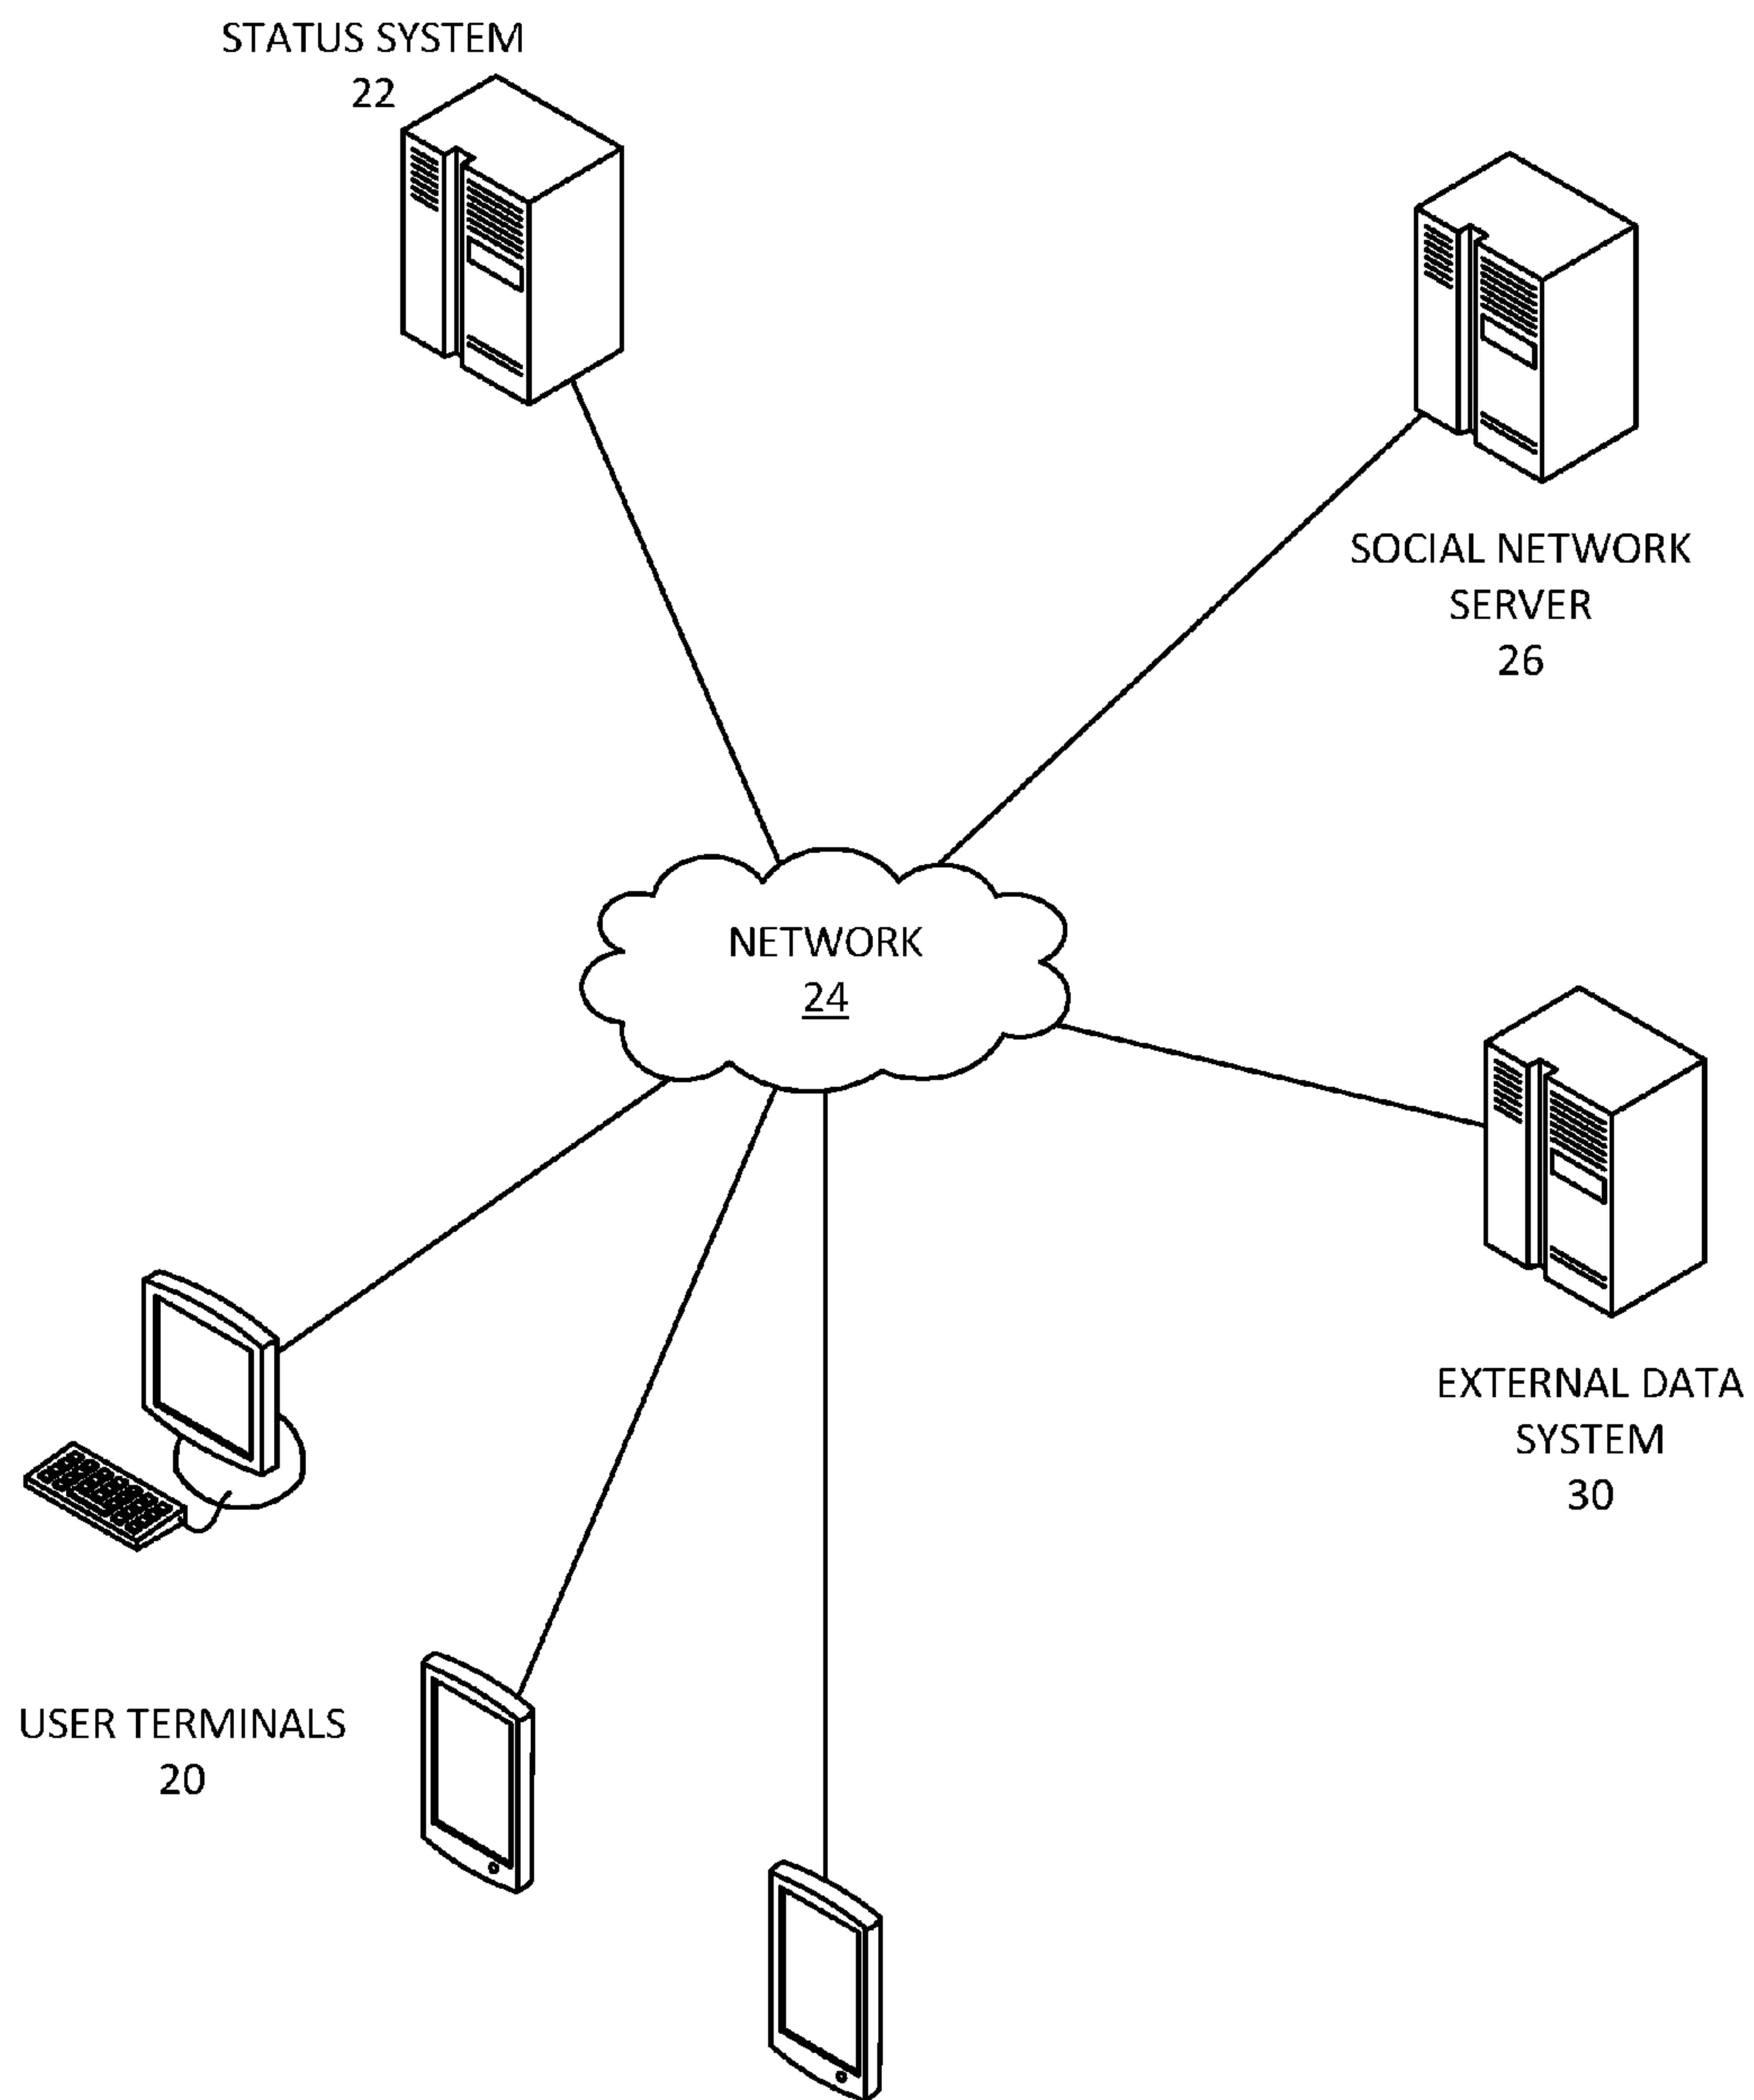 STATUS SYSTEM
22
SOCIAL NETWORK
SERVER
26
NETWORK
24
EXTERNAL DATA
SYSTEM
30
USER TERMINALS
20